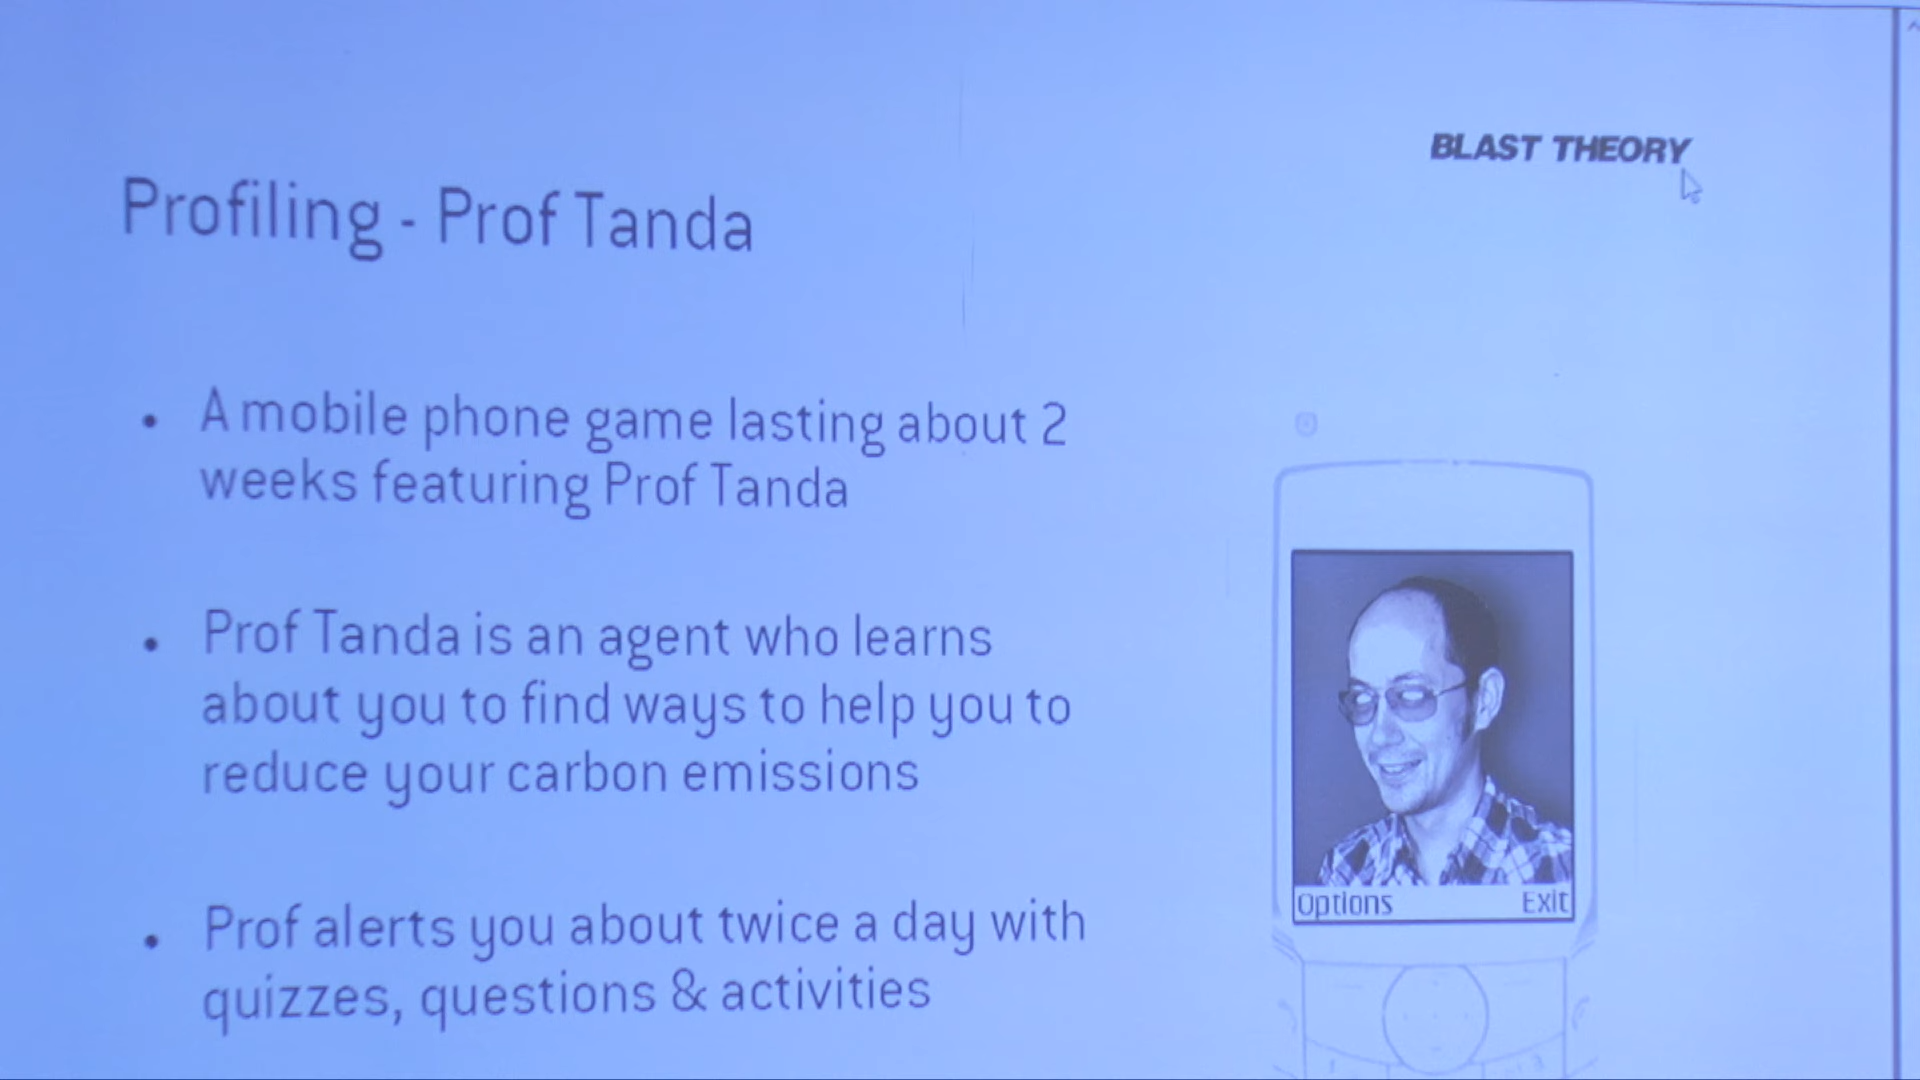 BLAST THEORY
Profiling - Prof Tanda
• A mobile phone game lasting about 2
weeks featuring Prof Tanda
• Prof Tanda is an agent who learns
about you to find ways to help you to
reduce your carbon emissions
• Prof alerts you about twice a day with
quizzes, questions & activities
Options Exit